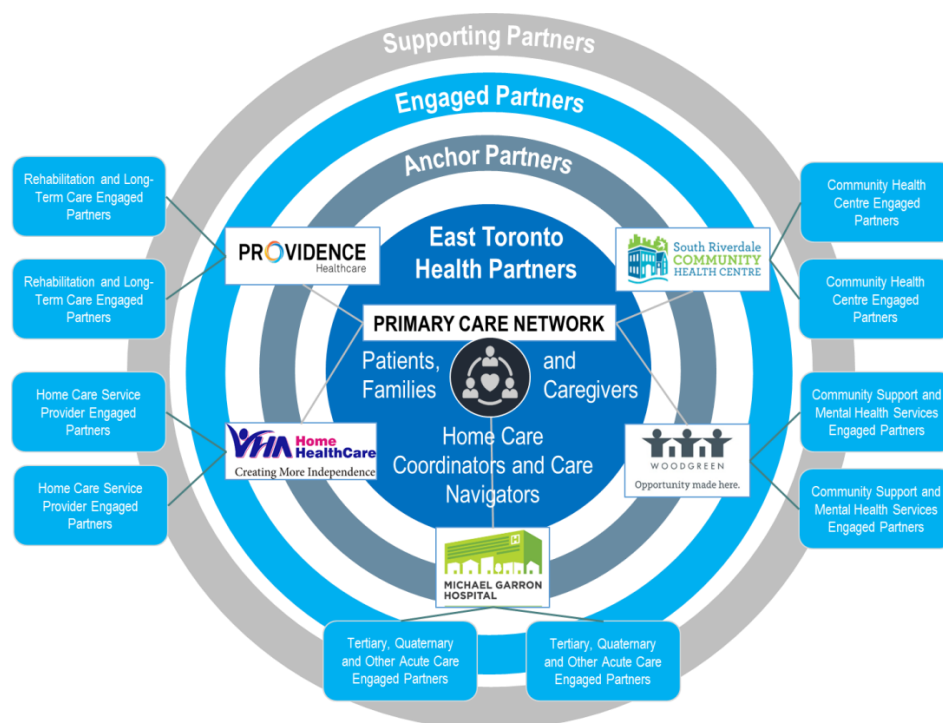 Supporting Partners
Engaged Partners
Anchor Partners
East Toronto
Health Partners
PRIMARY CARE NETWORK
Patients,
Families
and
Caregivers
Home Care
Coordinators and Care
Navigators
Rehabilitation and Long-
Term Care Engaged
Partners
Rehabilitation and Long-
Term Care Engaged
Partners
PROVIDENCE
Healthcare
Home Care Service
Provider Engaged
Partners
Home Care Service
Provider Engaged
Partners
VHA Home
HealthCare
Creating More Independence
South Riverdale
COMMUNITY
HEALTH CENTRE
Community Health
Centre Engaged
Partners
Community Health
Centre Engaged
Partners
WOODGREEN
Opportunity made here.
Community Support and
Mental Health Services
Engaged Partners
Community Support and
Mental Health Services
Engaged Partners
H
MICHAEL GARRON
HOSPITAL
Tertiary, Quaternary
and Other Acute Care
Engaged Partners
Tertiary, Quaternary
and Other Acute Care
Engaged Partners